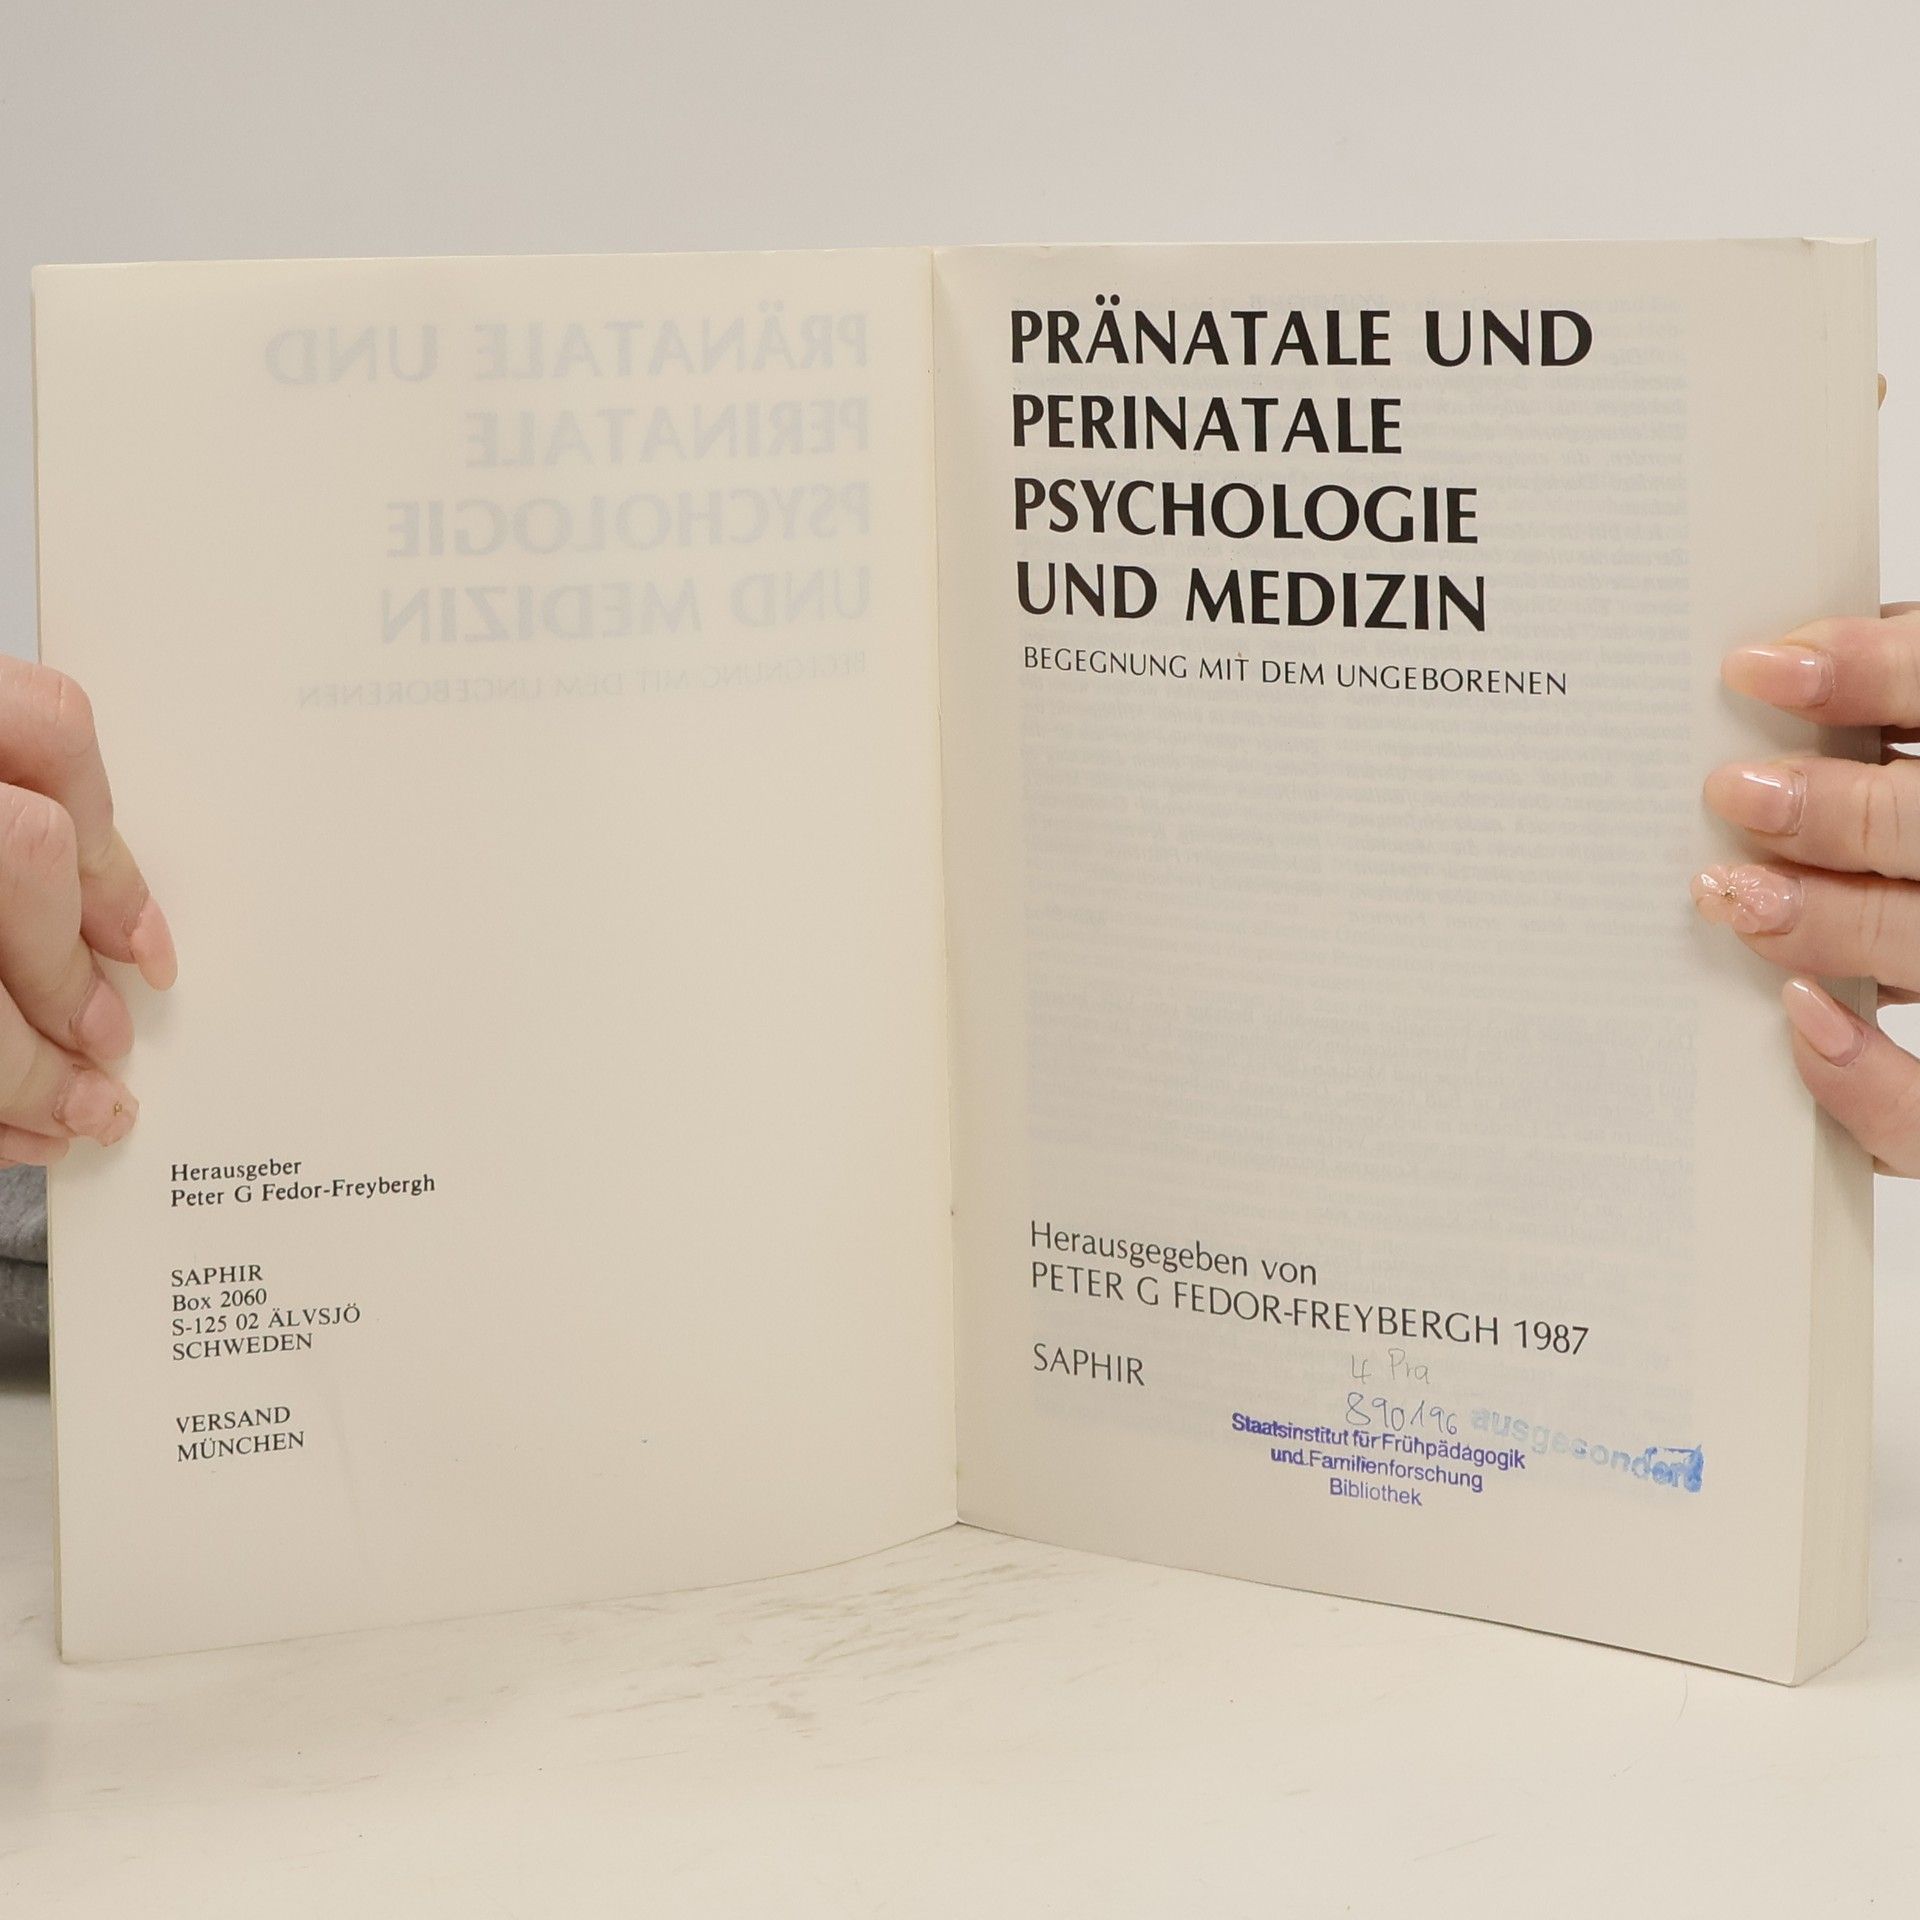 Herausgeber
Peter G Fedor-Freybergh
SAPHIR
Box 2060
S-125 02 ÄLVSJÖ
SCHWEDEN
VERSAND
MÜNCHEN
PRÄNATALE UND
PERINATALE
PSYCHOLOGIE
UND MEDIZIN
BEGEGNUNG MIT DEM UNGEBORENEN
Herausgegeben von
PETER G FEDOR-FREYBERGH 1987
SAPHIR
4 Pra
890196
ausgesondert
Staatsinstitut für Frühpädagogik
und Familienforschung
Bibliothek